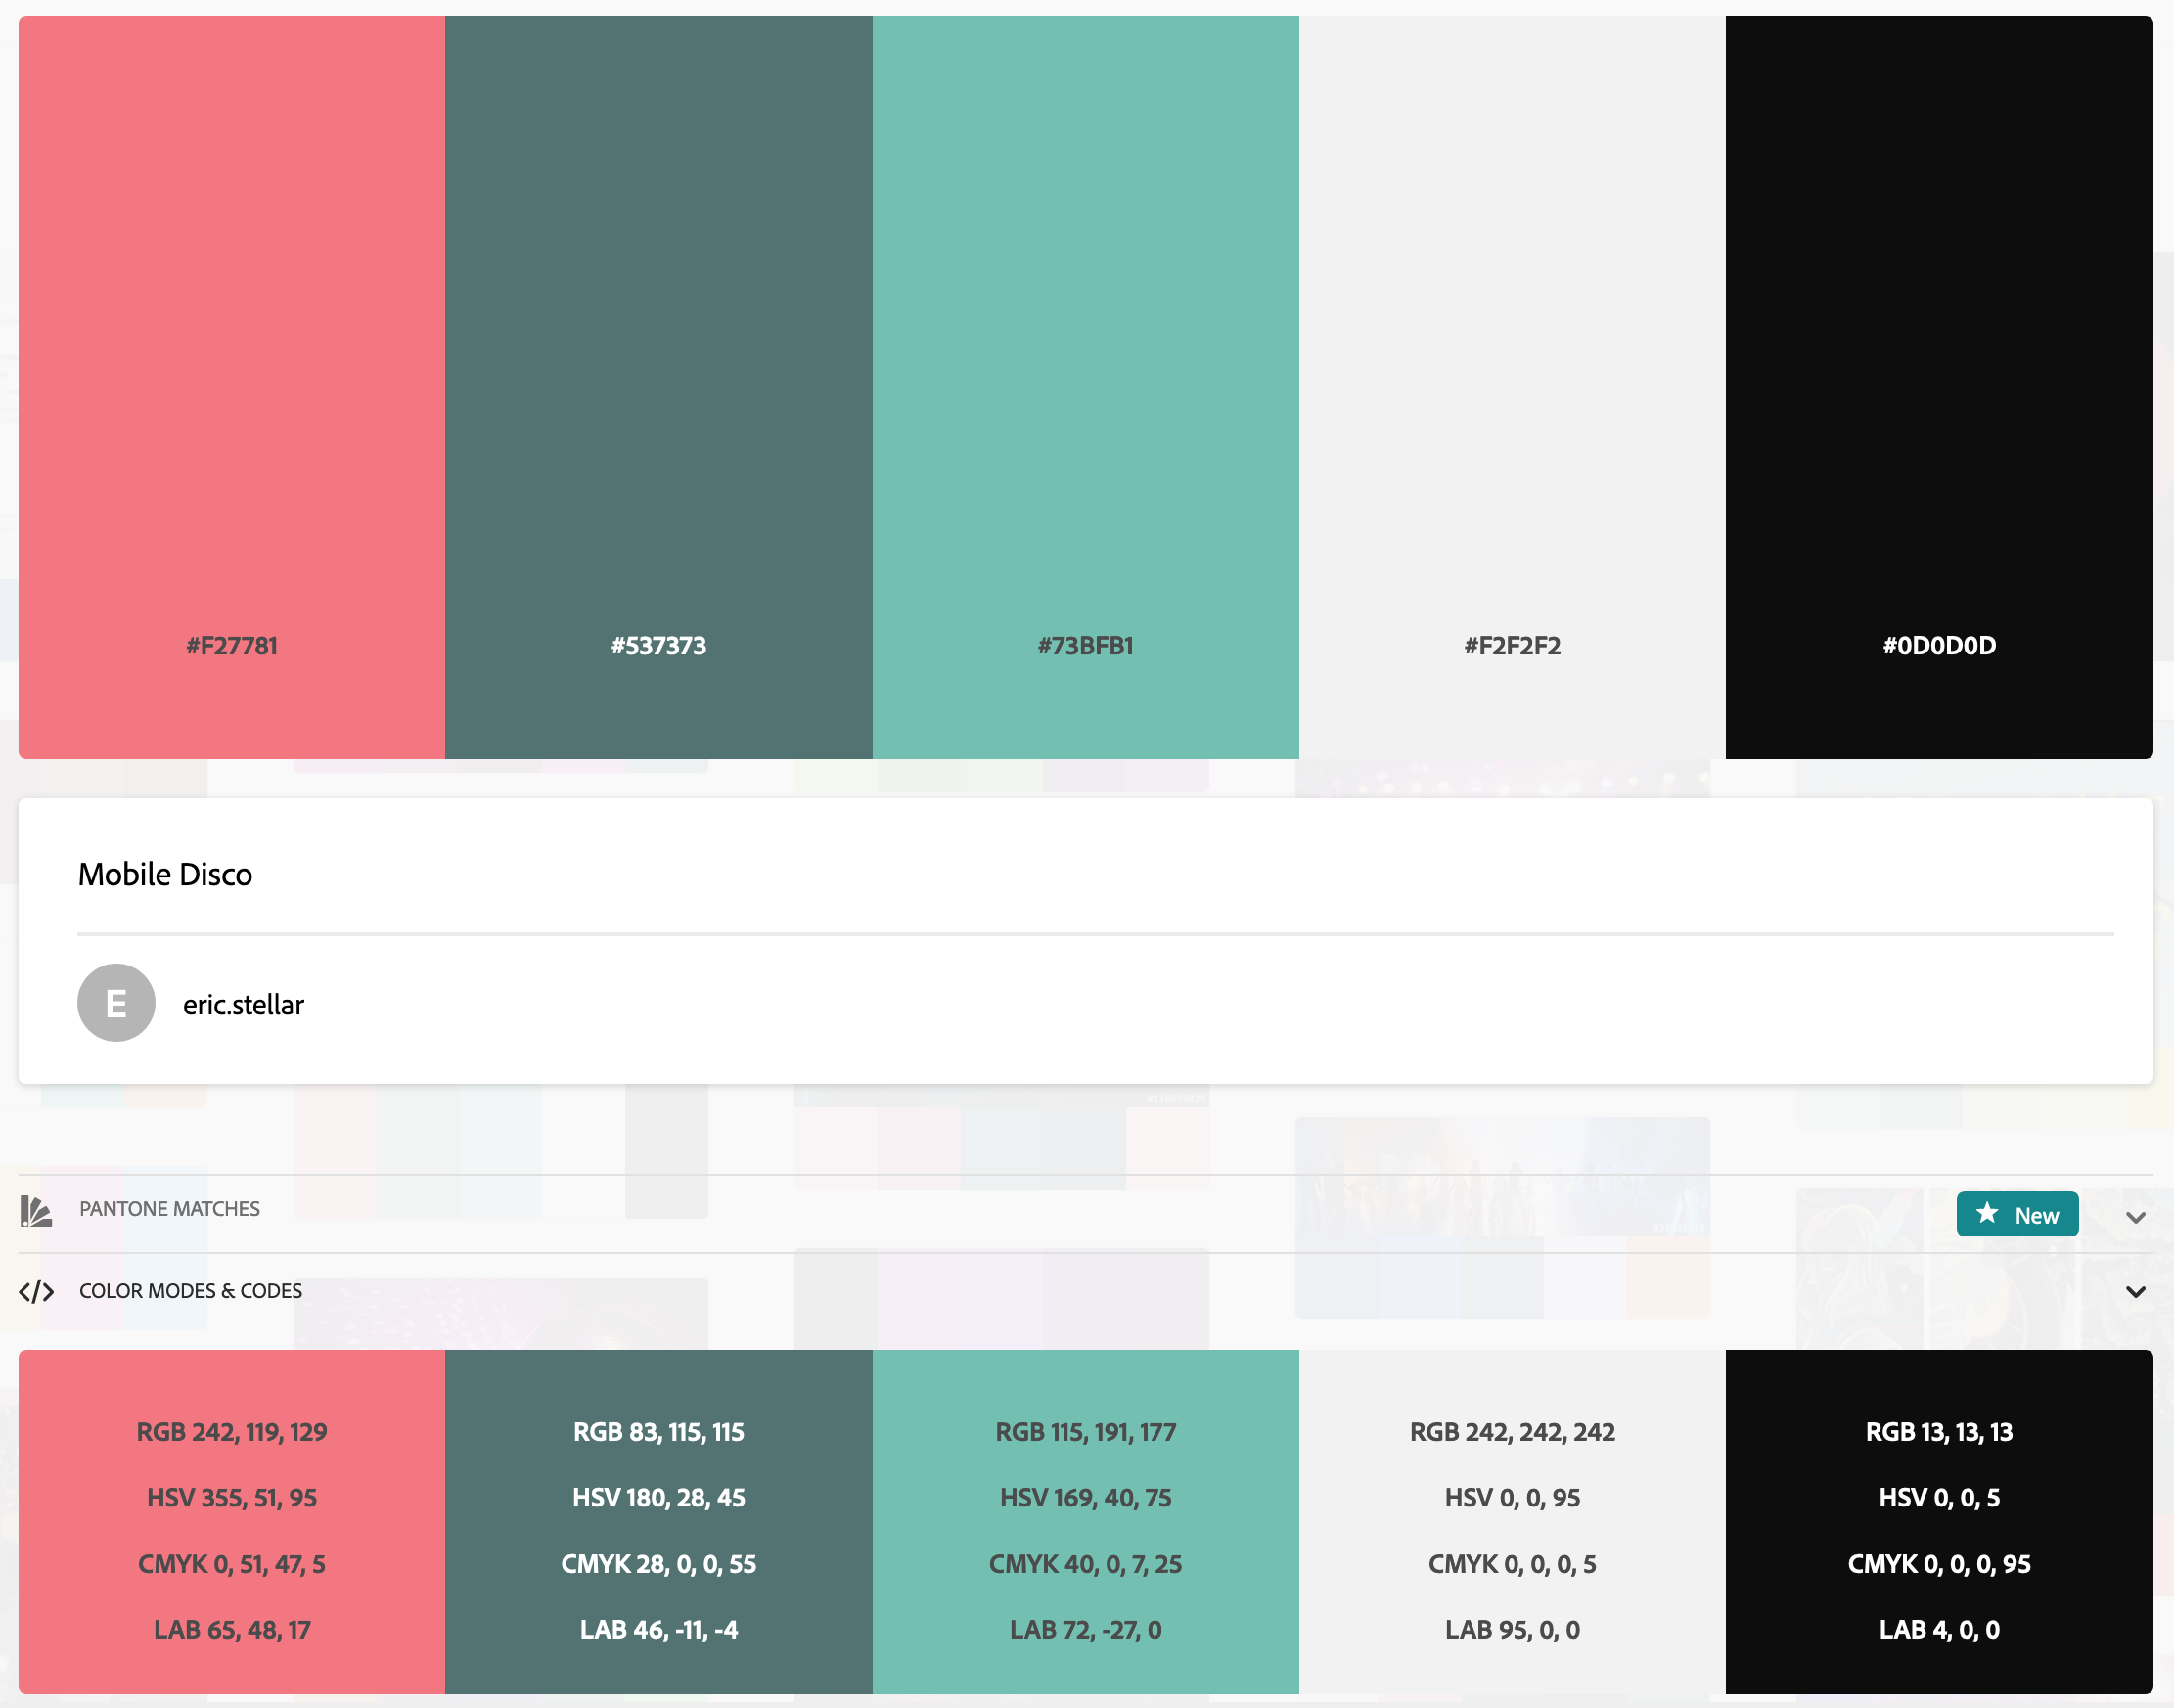 #F27781 #537373 #73BFB1 #F2F2F2 #0D0D0D
Mobile Disco
E eric.stellar
PANTONE MATCHES New
</> COLOR MODES & CODES
RGB 242, 119, 129 RGB 83, 115, 115 RGB 115, 191, 177 RGB 242, 242, 242 RGB 13, 13, 13
HSV 355, 51, 95 HSV 180, 28, 45 HSV 169, 40, 75 HSV 0, 0, 95 HSV 0, 0, 5
CMYK 0, 51, 47, 5 CMYK 28, 0, 0, 55 CMYK 40, 0, 7, 25 CMYK 0, 0, 0, 5 CMYK 0, 0, 0, 95
LAB 65, 48, 17 LAB 46, -11, -4 LAB 72, -27, 0 LAB 95, 0, 0 LAB 4, 0, 0